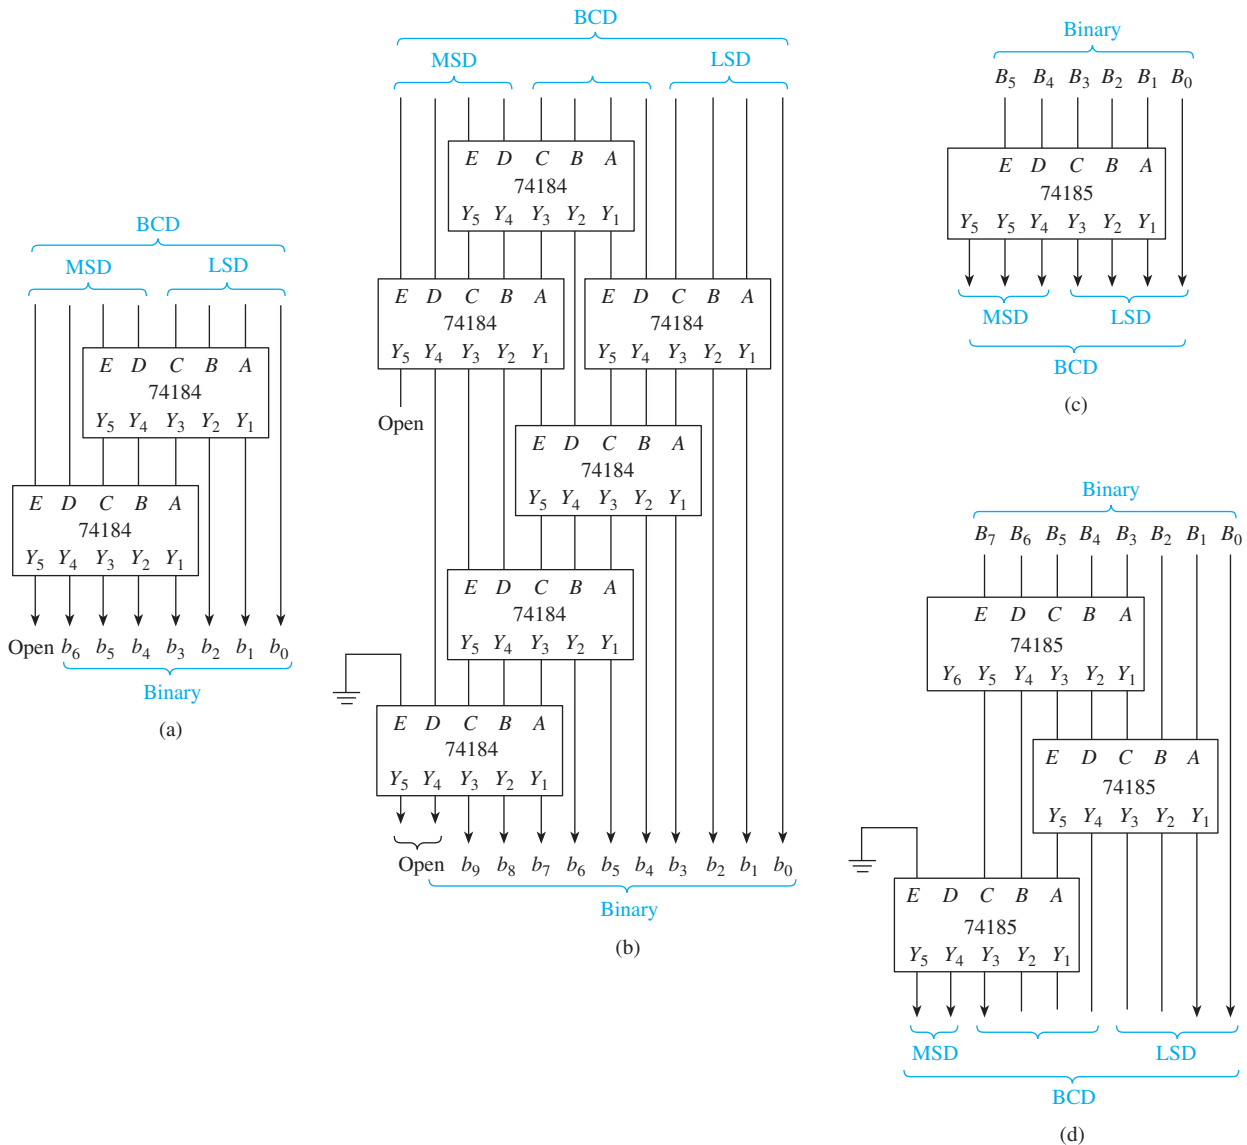 BCD
MSD LSD
E D C B A
74184
Y5 Y4 Y3 Y2 Y1
E D C B A
74184
Y5 Y4 Y3 Y2 Y1
Open b6 b5 b4 b3 b2 b1 b0
Binary
(a)
BCD
MSD LSD
E D C B A
74184
Y5 Y4 Y3 Y2 Y1
E D C B A
74184
Y5 Y4 Y3 Y2 Y1
Open
E D C B A
74184
Y5 Y4 Y3 Y2 Y1
E D C B A
74184
Y5 Y4 Y3 Y2 Y1
E D C B A
74184
Y5 Y4 Y3 Y2 Y1
E D C B A
74184
Y5 Y4 Y3 Y2 Y1
Open b9 b8 b7 b6 b5 b4 b3 b2 b1 b0
Binary
(b)
Binary
B5 B4 B3 B2 B1 B0
E D C B A
74185
Y5 Y5 Y4 Y3 Y2 Y1
MSD LSD
BCD
(c)
Binary
B7 B6 B5 B4 B3 B2 B1 B0
E D C B A
74185
Y6 Y5 Y4 Y3 Y2 Y1
E D C B A
74185
Y5 Y4 Y3 Y2 Y1
E D C B A
74185
Y5 Y4 Y3 Y2 Y1
MSD LSD
BCD
(d)